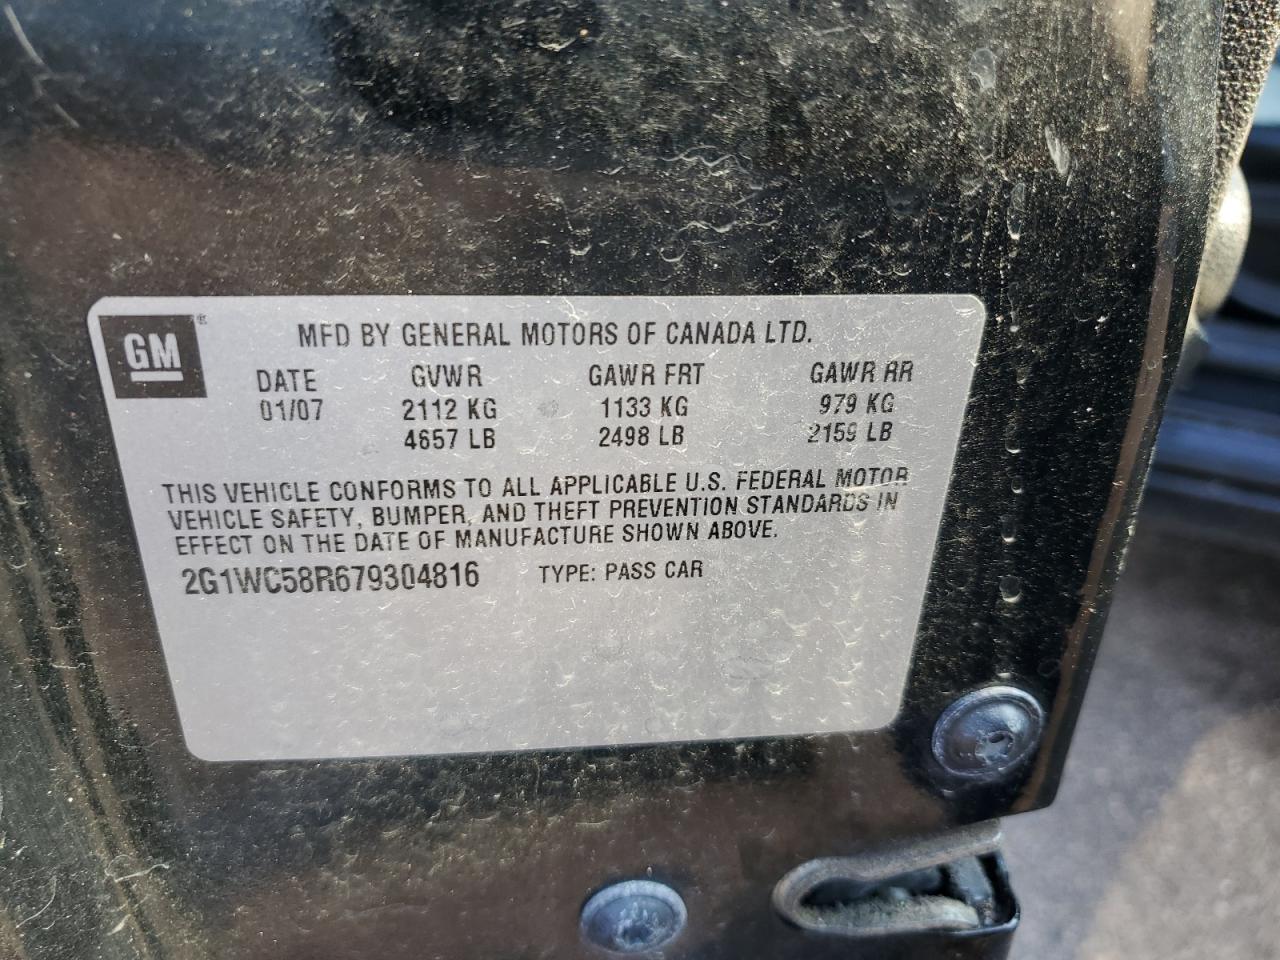 GM ®
MFD BY GENERAL MOTORS OF CANADA LTD.
DATE GVWR GAWR FRT GAWR RR
01/07 2112 KG 1133 KG 979 KG
4657 LB 2498 LB 2159 LB
THIS VEHICLE CONFORMS TO ALL APPLICABLE U.S. FEDERAL MOTOR
VEHICLE SAFETY, BUMPER, AND THEFT PREVENTION STANDARDS IN
EFFECT ON THE DATE OF MANUFACTURE SHOWN ABOVE.
2G1WC58R679304816 TYPE: PASS CAR